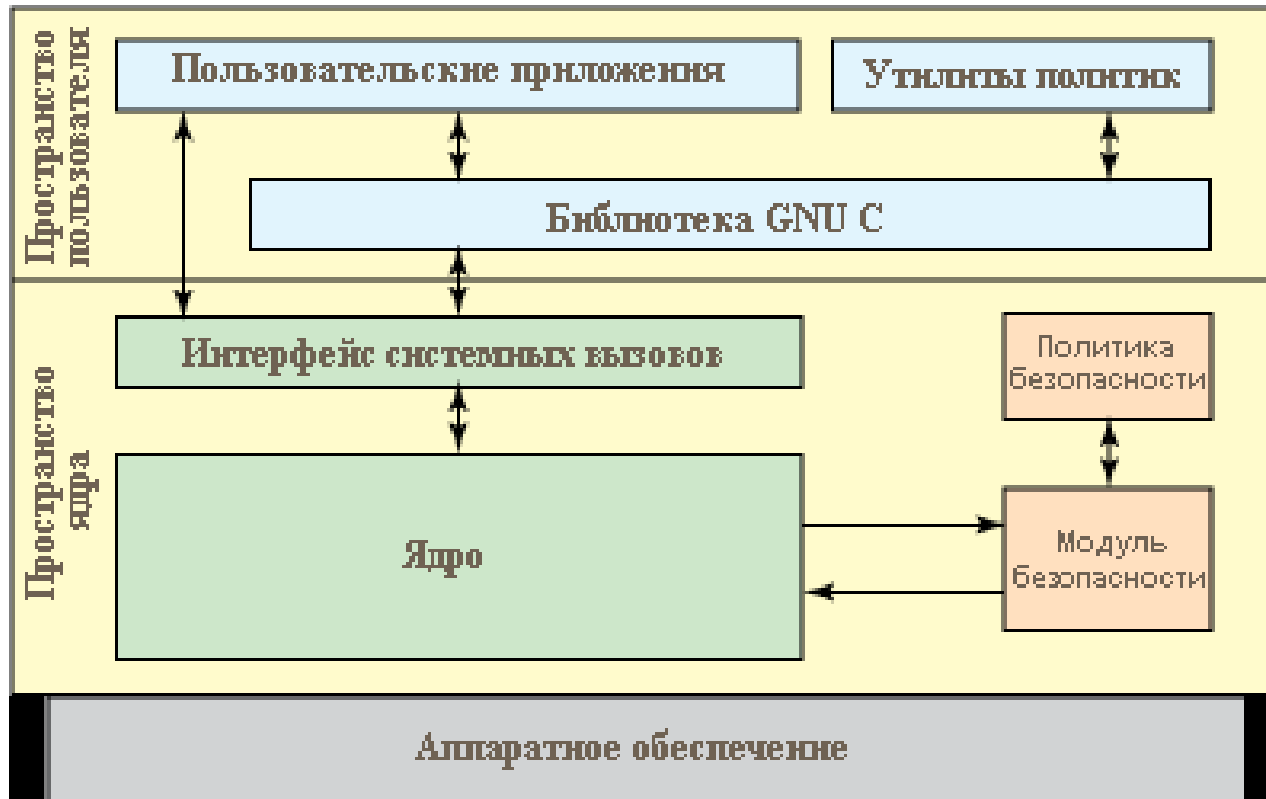 Пространство
пользователя
Пользовательские приложения
Утилиты политик
Библиотека GNU C
Пространство
ядра
Интерфейс системных вызовов
Политика
безопасности
Ядро
Модуль
безопасности
Аппаратное обеспечение